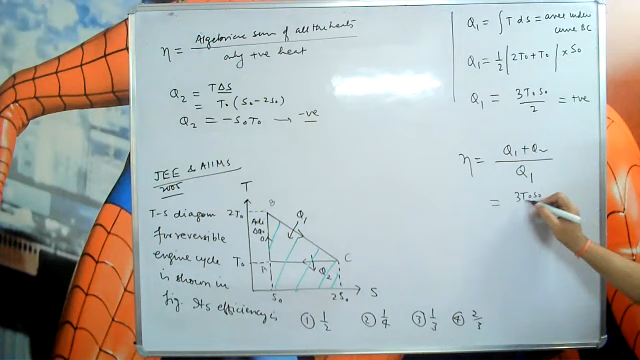 η = Algebraic sum of all the heats
only +ve heat
Q₂ = TΔS
= T₀ (S₀ - 2S₀)
Q₂ = -S₀T₀ → -ve
Q₁ = ∫ T ds = area under
curve BC
Q₁ = 1/2 | 2T₀ + T₀ | × S₀
Q₁ = 3T₀S₀/2 = +ve
η = Q₁ + Q₂ / Q₁
= 3T₀S₀
JEE & AIIMS
T-S diagram
for reversible
engine cycle
is shown in
fig. Its efficiency is
T
2T₀
B
Q₁
T₀
C
Q₂
S₀
2S₀
S
① 1/2 ② 1/4 ③ 1/3 ④ 2/3